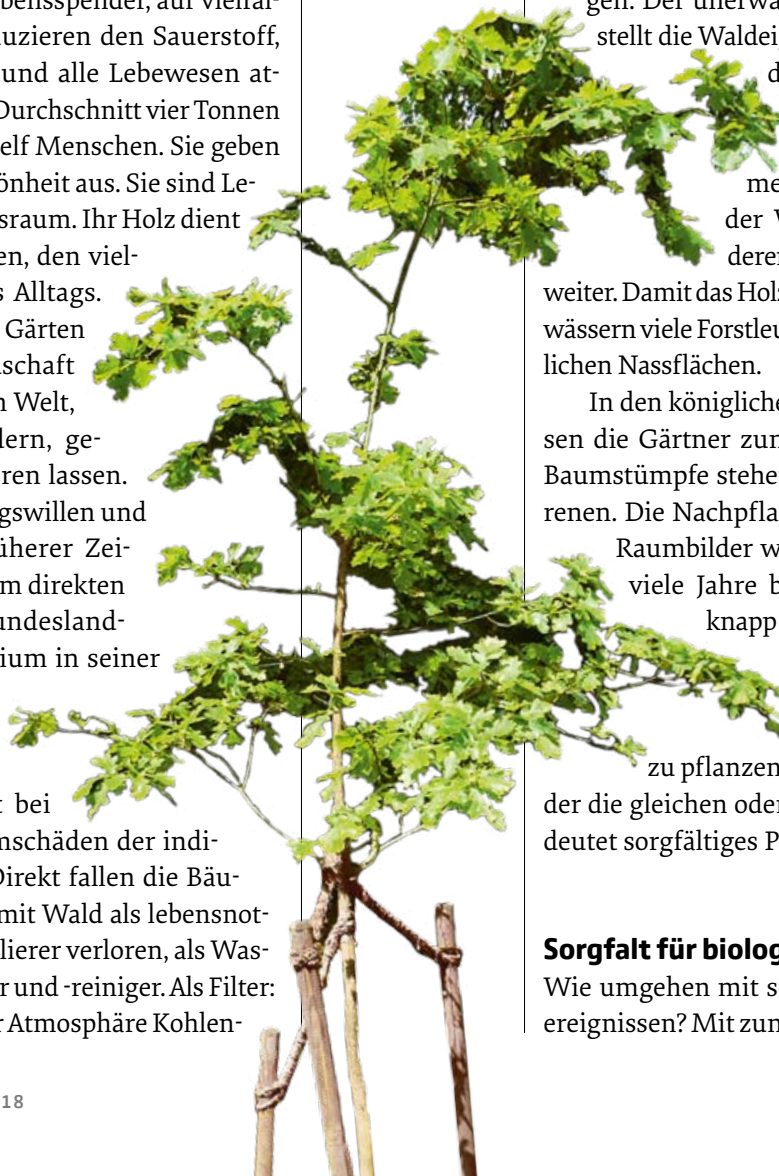 bensspender, auf vielfäl-
uzieren den Sauerstoff,
und alle Lebewesen at-
Durchschnitt vier Tonnen
elf Menschen. Sie geben
önheit aus. Sie sind Le-
sraum. Ihr Holz dient
en, den viel-
s Alltags.
Gärten
schaft
n Welt,
lern, ge-
ren lassen.
gswillen und
üherer Zei-
m direkten
undesland-
ium in seiner
t bei
nschäden der indi-
Direkt fallen die Bäu-
mit Wald als lebensnot-
lierer verloren, als Was-
r und -reiniger. Als Filter:
r Atmosphäre Kohlen-
18
gen. Der unerwa
stellt die Waldei
d
me
der W
deren
weiter. Damit das Holz
wässern viele Forstleu
lichen Nassflächen.
In den königliche
sen die Gärtner zun
Baumstümpfe stehe
renen. Die Nachpfla
Raumbilder w
viele Jahre b
knapp
zu pflanzen
der die gleichen oder
deutet sorgfältiges P
Sorgfalt für biolog
Wie umgehen mit s
ereignissen? Mit zun